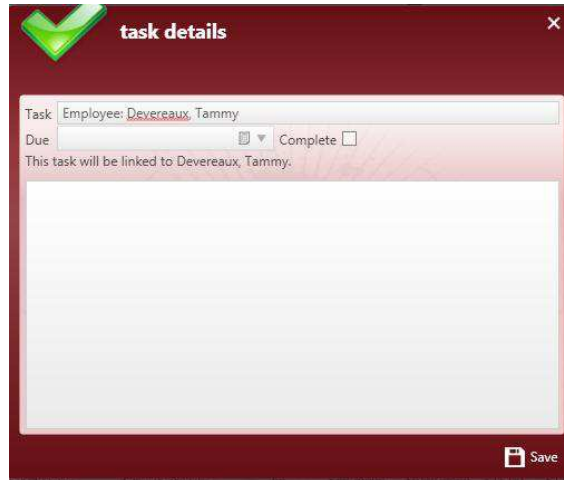 task details
Task Employee: Devereaux, Tammy
Due Complete
This task will be linked to Devereaux, Tammy.
Save